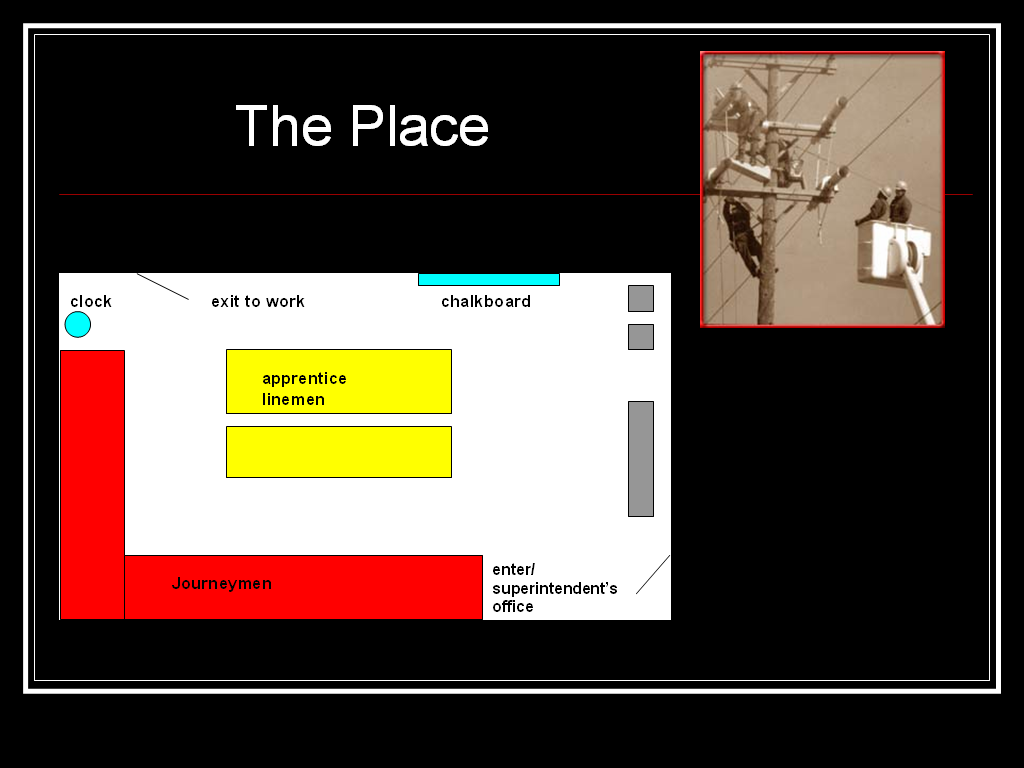 The Place
clock
exit to work
chalkboard
apprentice
linemen
Journeymen
enter/
superintendent's
office